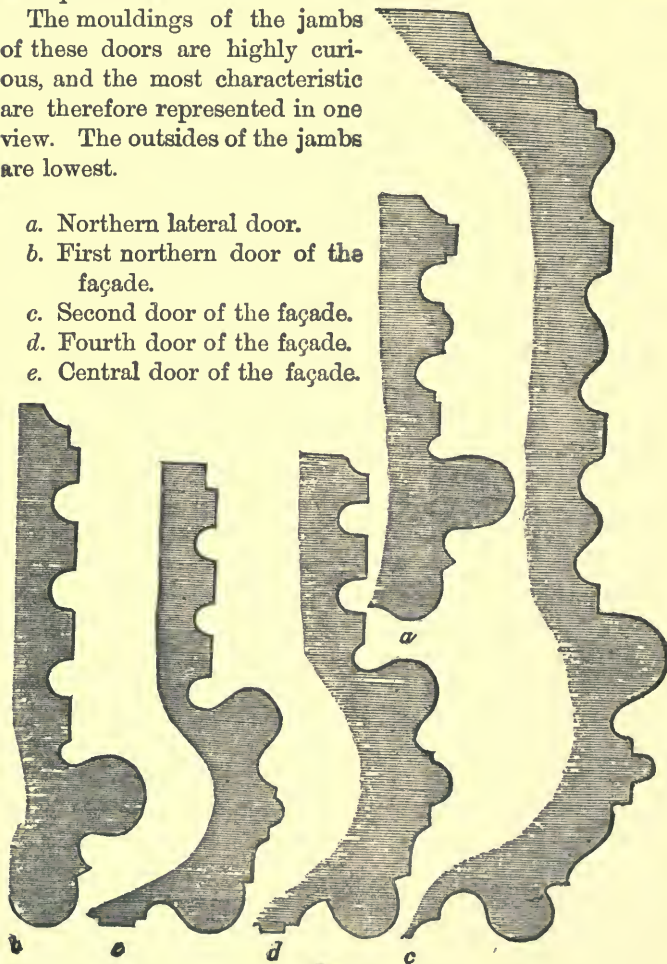 The mouldings of the jambs
of these doors are highly curi-
ous, and the most characteristic
are therefore represented in one
view. The outsides of the jambs
are lowest.
a. Northern lateral door.
b. First northern door of the
façade.
c. Second door of the façade.
d. Fourth door of the façade.
e. Central door of the façade.
a
b
e
d
c